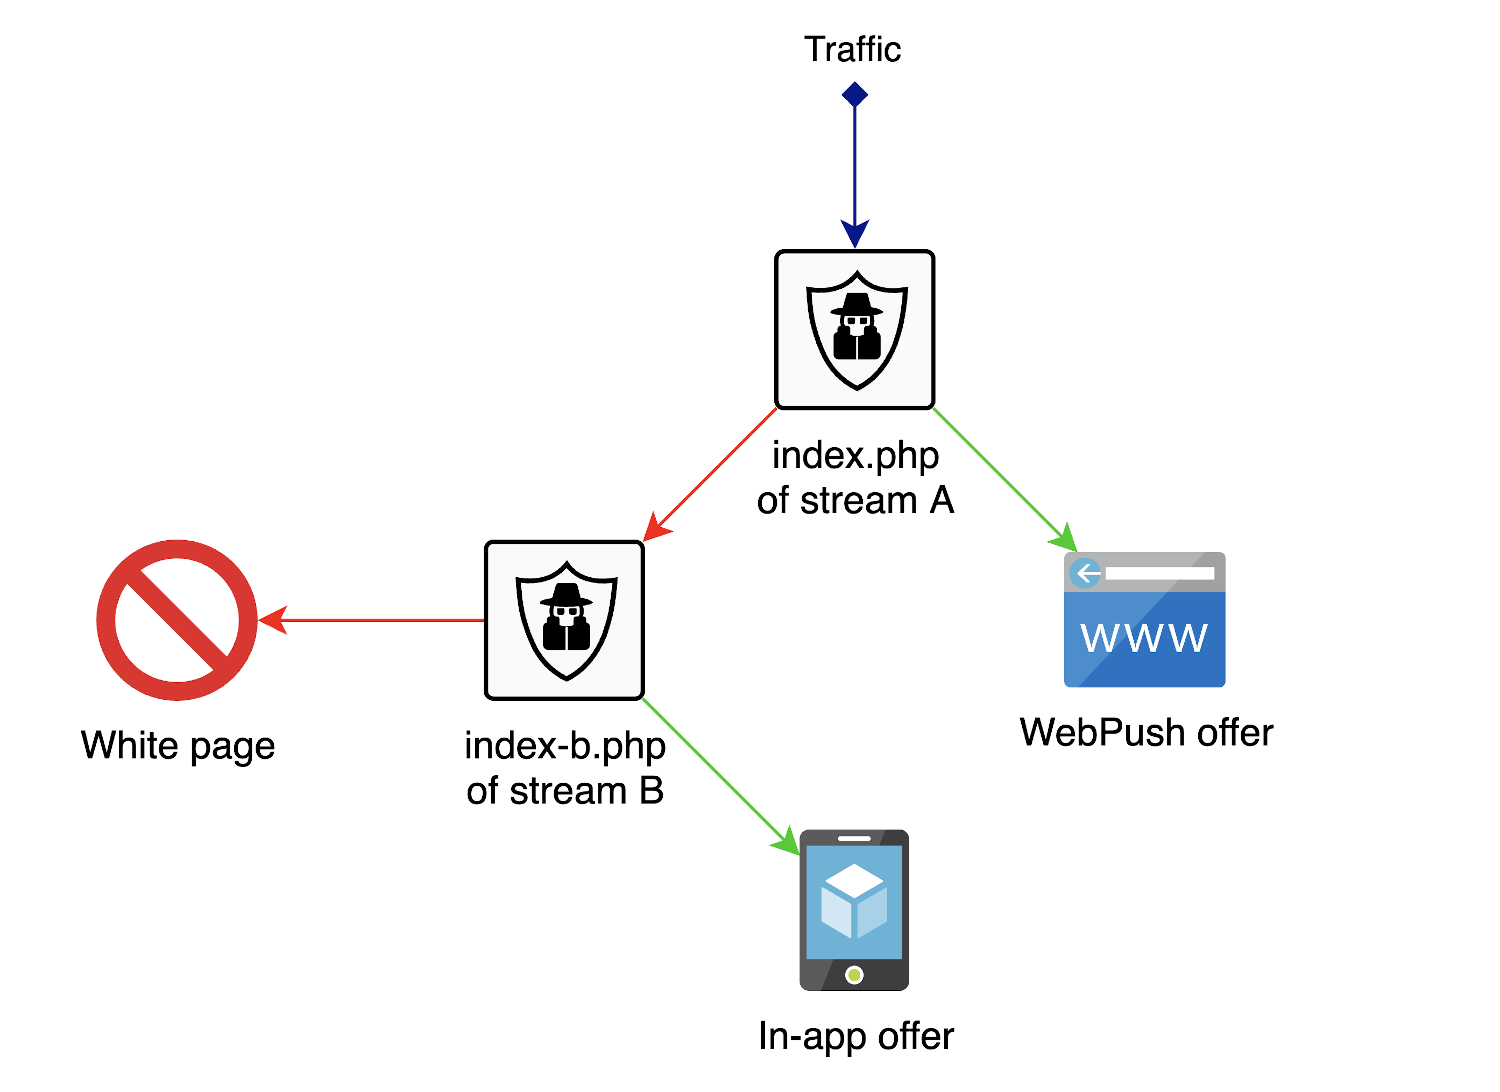 Traffic
index.php
of stream A
www
WebPush offer
White page
index-b.php
of stream B
In-app offer